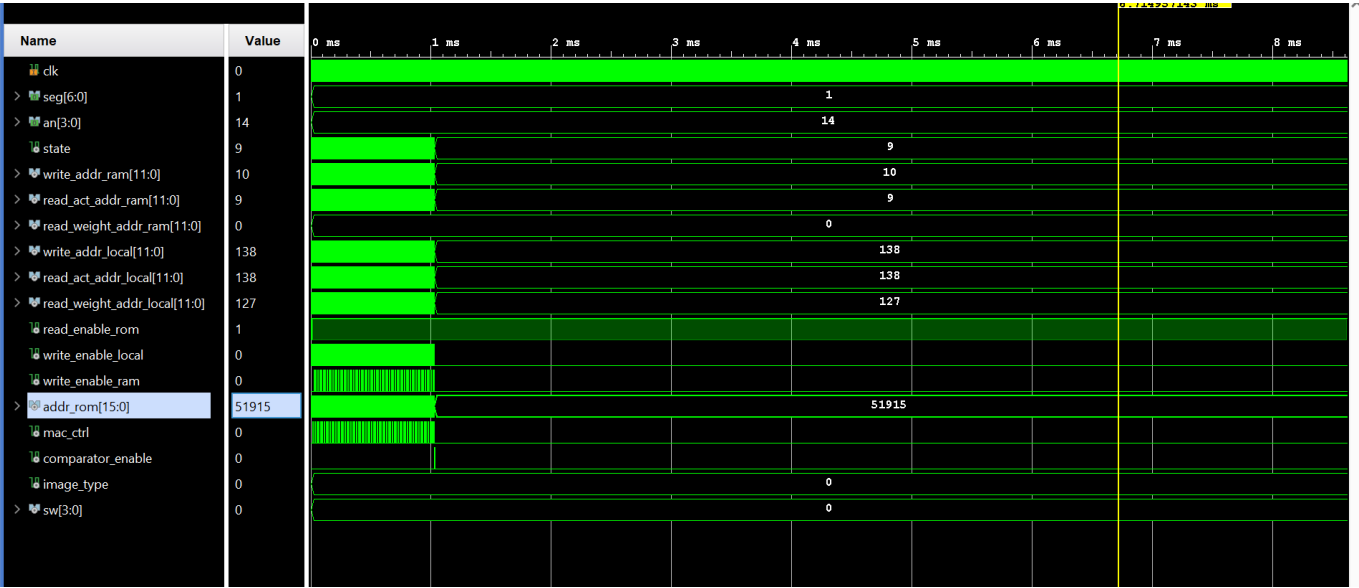 6.714957143 ms
Name Value 0 ms 1 ms 2 ms 3 ms 4 ms 5 ms 6 ms 7 ms 8 ms
clk 0
seg[6:0] 1 1
an[3:0] 14 14
state 9 9
write_addr_ram[11:0] 10 10
read_act_addr_ram[11:0] 9 9
read_weight_addr_ram[11:0] 0 0
write_addr_local[11:0] 138 138
read_act_addr_local[11:0] 138 138
read_weight_addr_local[11:0] 127 127
read_enable_rom 1
write_enable_local 0
write_enable_ram 0
addr_rom[15:0] 51915 51915
mac_ctrl 0
comparator_enable 0
image_type 0 0
sw[3:0] 0 0